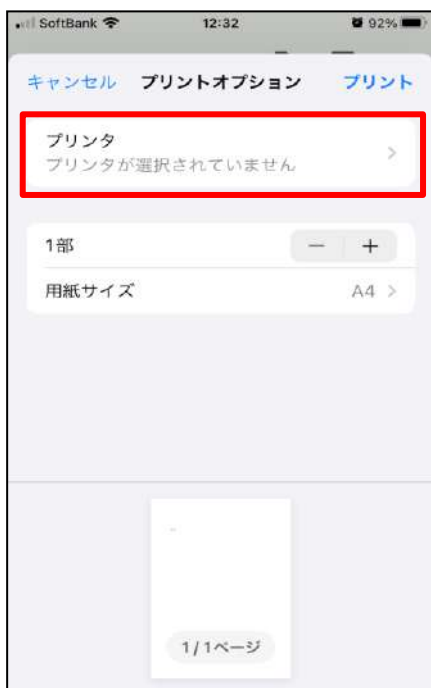 SoftBank 12:32 92%
キャンセル プリントオプション プリント
プリンタ
プリンタが選択されていません
1部 － ＋
用紙サイズ A4
1/1ページ